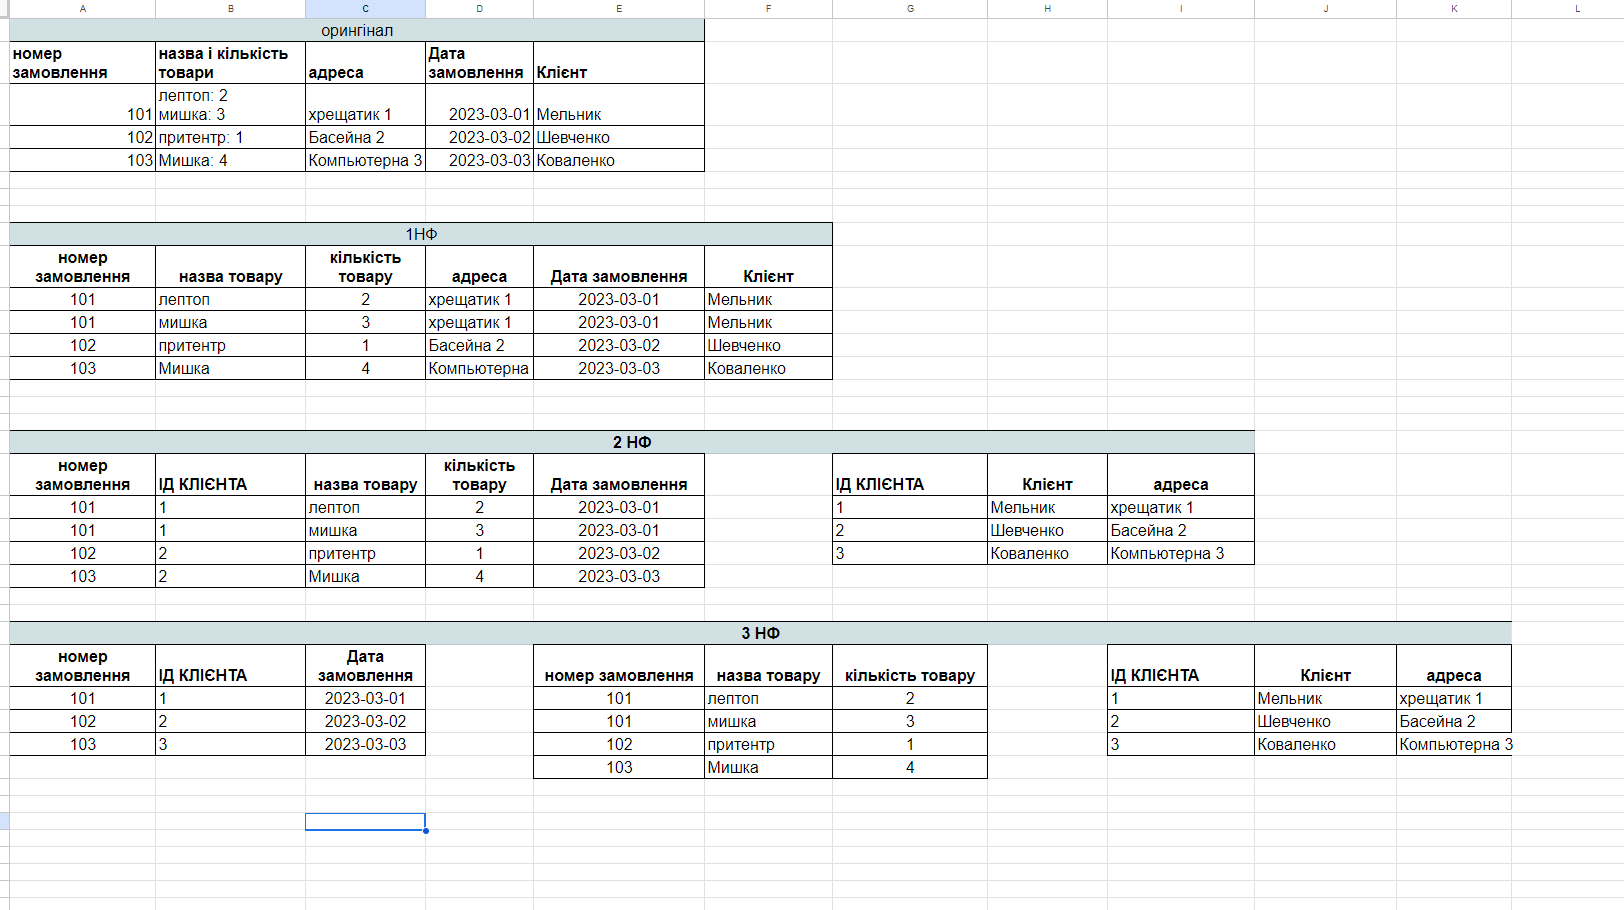 A B C D E F G H I J K L
орингінал
номер замовлення назва і кількість товари адреса Дата замовлення Клієнт
101 лептоп: 2 мишка: 3 хрещатик 1 2023-03-01 Мельник
102 притентр: 1 Басейна 2 2023-03-02 Шевченко
103 Мишка: 4 Компьютерна 3 2023-03-03 Коваленко
1НФ
номер замовлення назва товару кількість товару адреса Дата замовлення Клієнт
101 лептоп 2 хрещатик 1 2023-03-01 Мельник
101 мишка 3 хрещатик 1 2023-03-01 Мельник
102 притентр 1 Басейна 2 2023-03-02 Шевченко
103 Мишка 4 Компьютерна 2023-03-03 Коваленко
2 НФ
номер замовлення ІД КЛІЄНТА назва товару кількість товару Дата замовлення ІД КЛІЄНТА Клієнт адреса
101 1 лептоп 2 2023-03-01 1 Мельник хрещатик 1
101 1 мишка 3 2023-03-01 2 Шевченко Басейна 2
102 2 притентр 1 2023-03-02 3 Коваленко Компьютерна 3
103 2 Мишка 4 2023-03-03
3 НФ
номер замовлення ІД КЛІЄНТА Дата замовлення номер замовлення назва товару кількість товару ІД КЛІЄНТА Клієнт адреса
101 1 2023-03-01 101 лептоп 2 1 Мельник хрещатик 1
102 2 2023-03-02 101 мишка 3 2 Шевченко Басейна 2
103 3 2023-03-03 102 притентр 1 3 Коваленко Компьютерна 3
103 Мишка 4